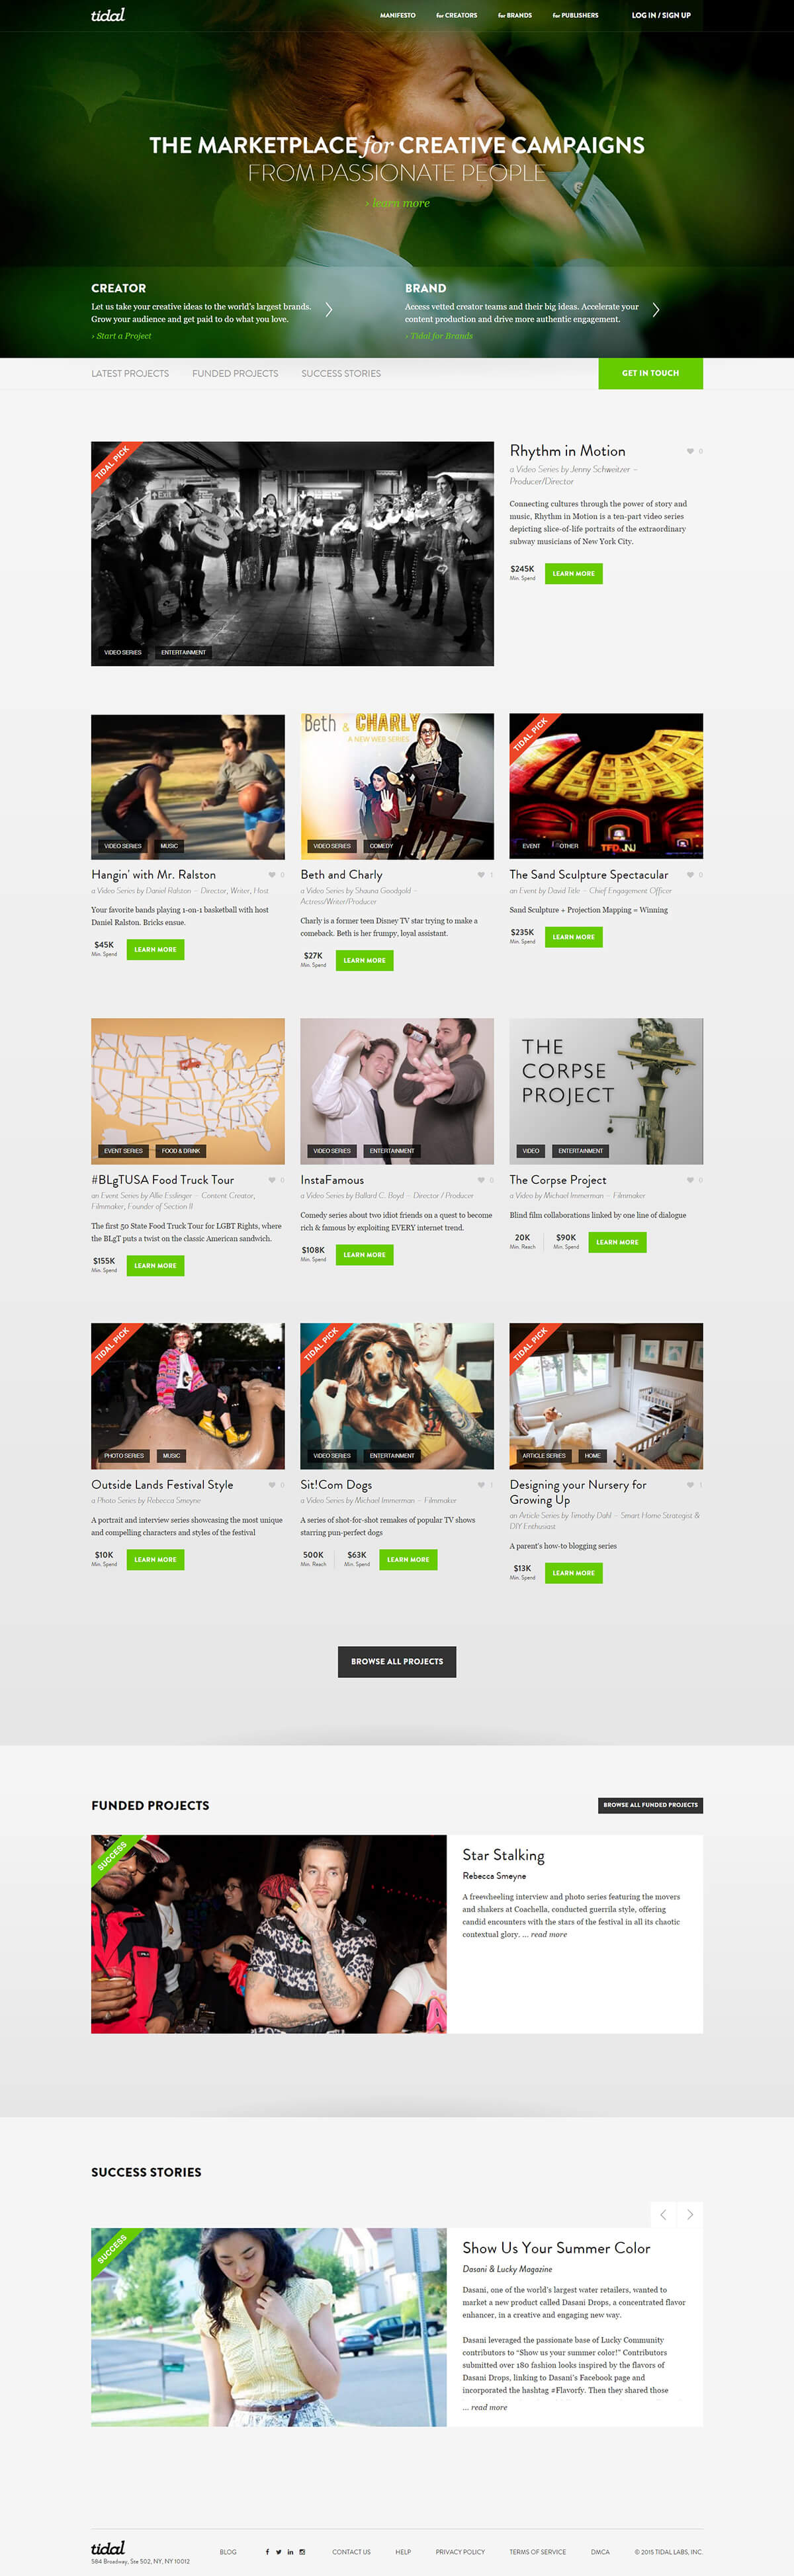 tidal
MANIFESTO for CREATORS for BRANDS for PUBLISHERS LOG IN / SIGN UP
THE MARKETPLACE for CREATIVE CAMPAIGNS
FROM PASSIONATE PEOPLE
› learn more
CREATOR
Let us take your creative ideas to the world's largest brands.
Grow your audience and get paid to do what you love.
› Start a Project
BRAND
Access vetted creator teams and their big ideas. Accelerate your
content production and drive more authentic engagement.
› Tidal for Brands
LATEST PROJECTS FUNDED PROJECTS SUCCESS STORIES GET IN TOUCH
TIDAL PICK
Exit
VIDEO SERIES ENTERTAINMENT
Rhythm in Motion 0
a Video Series by Jenny Schweitzer –
Producer/Director
Connecting cultures through the power of story and
music, Rhythm in Motion is a ten-part video series
depicting slice-of-life portraits of the extraordinary
subway musicians of New York City.
$245K
Min. Spend
LEARN MORE
VIDEO SERIES MUSIC
Hangin' with Mr. Ralston 0
a Video Series by Daniel Ralston – Director, Writer, Host
Your favorite bands playing 1-on-1 basketball with host
Daniel Ralston. Bricks ensue.
$45K
Min. Spend
LEARN MORE
Beth & CHARLY
A NEW WEB SERIES
VIDEO SERIES COMEDY
Beth and Charly 1
a Video Series by Shauna Goodgold –
Actress/Writer/Producer
Charly is a former teen Disney TV star trying to make a
comeback. Beth is her frumpy, loyal assistant.
$27K
Min. Spend
LEARN MORE
TIDAL PICK
TFD_NJ
EVENT OTHER
The Sand Sculpture Spectacular 0
an Event by David Title – Chief Engagement Officer
Sand Sculpture + Projection Mapping = Winning
$235K
Min. Spend
LEARN MORE
EVENT SERIES FOOD & DRINK
#BLgTUSA Food Truck Tour 0
an Event Series by Allie Esslinger – Content Creator,
Filmmaker, Founder of Section II
The first 50 State Food Truck Tour for LGBT Rights, where
the BLgT puts a twist on the classic American sandwich.
$155K
Min. Spend
LEARN MORE
VIDEO SERIES ENTERTAINMENT
InstaFamous 0
a Video Series by Ballard C. Boyd – Director / Producer
Comedy series about two idiot friends on a quest to become
rich & famous by exploiting EVERY internet trend.
$108K
Min. Spend
LEARN MORE
THE
CORPSE
PROJECT
VIDEO ENTERTAINMENT
The Corpse Project 0
a Video by Michael Immerman – Filmmaker
Blind film collaborations linked by one line of dialogue
20K $90K
Min. Reach Min. Spend
LEARN MORE
TIDAL PICK
PHOTO SERIES MUSIC
Outside Lands Festival Style 0
a Photo Series by Rebecca Smeyne
A portrait and interview series showcasing the most unique
and compelling characters and styles of the festival
$10K
Min. Spend
LEARN MORE
TIDAL PICK
VIDEO SERIES ENTERTAINMENT
Sit!Com Dogs 1
a Video Series by Michael Immerman – Filmmaker
A series of shot-for-shot remakes of popular TV shows
starring pun-perfect dogs
500K $63K
Min. Reach Min. Spend
LEARN MORE
TIDAL PICK
ARTICLE SERIES HOME
Designing your Nursery for 1
Growing Up
an Article Series by Timothy Dahl – Smart Home Strategist &
DIY Enthusiast
A parent's how-to blogging series
$13K
Min. Spend
LEARN MORE
BROWSE ALL PROJECTS
FUNDED PROJECTS BROWSE ALL FUNDED PROJECTS
SUCCESS
Star Stalking
Rebecca Smeyne
A freewheeling interview and photo series featuring the movers
and shakers at Coachella, conducted guerrila style, offering
candid encounters with the stars of the festival in all its chaotic
contextual glory. ... read more
SUCCESS STORIES
SUCCESS
Show Us Your Summer Color
Dasani & Lucky Magazine
Dasani, one of the world's largest water retailers, wanted to
market a new product called Dasani Drops, a concentrated flavor
enhancer, in a creative and engaging new way.
Dasani leveraged the passionate base of Lucky Community
contributors to "Show us your summer color!" Contributors
submitted over 180 fashion looks inspired by the flavors of
Dasani Drops, linking to Dasani's Facebook page and
incorporated the hashtag #Flavorfy. Then they shared those
... read more
tidal
584 Broadway, Ste 502, NY, NY 10012
BLOG CONTACT US HELP PRIVACY POLICY TERMS OF SERVICE DMCA © 2015 TIDAL LABS, INC.